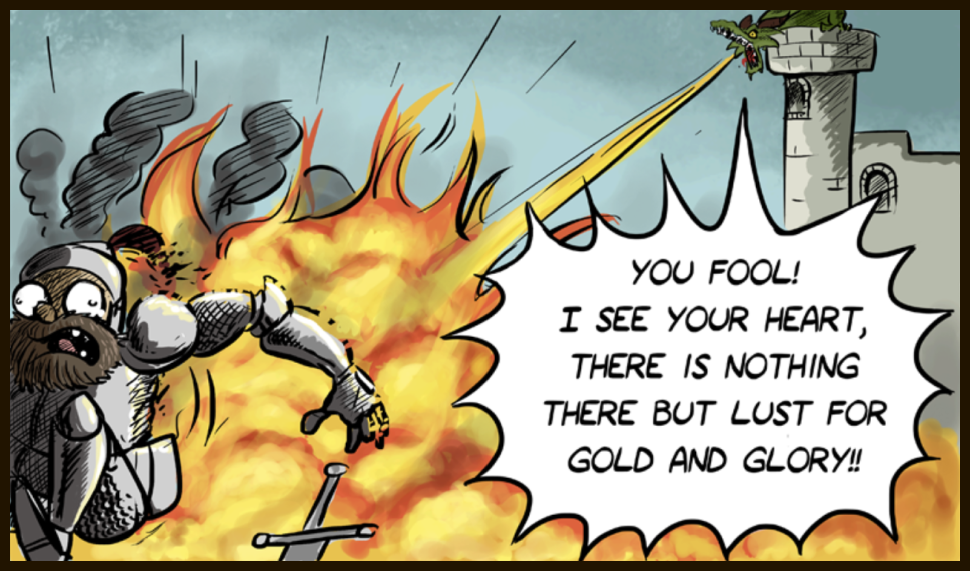 YOU FOOL!
I SEE YOUR HEART,
THERE IS NOTHING
THERE BUT LUST FOR
GOLD AND GLORY!!